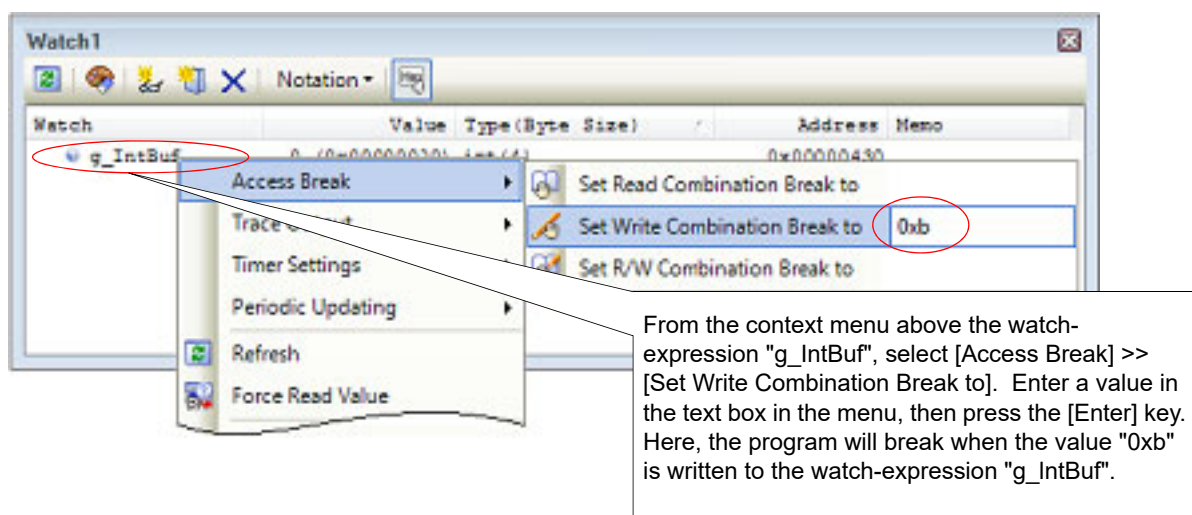 Watch1
Notation
Watch Value Type(Byte Size) Address Memo
g_IntBuf 0 int(4) 0x00000430
Access Break
Set Read Combination Break to
Set Write Combination Break to 0xb
Timer Settings
Set R/W Combination Break to
Periodic Updating
Refresh
Force Read Value
From the context menu above the watch-
expression "g_IntBuf", select [Access Break] >>
[Set Write Combination Break to].  Enter a value in
the text box in the menu, then press the [Enter] key.
Here, the program will break when the value "0xb"
is written to the watch-expression "g_IntBuf".